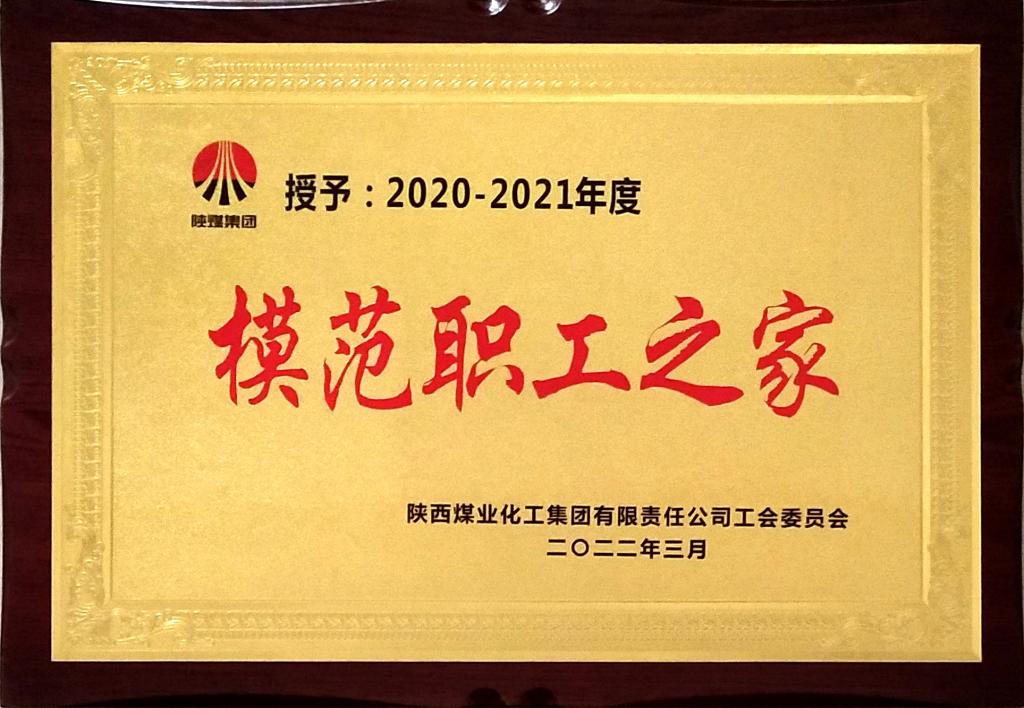 陕煤集团
授予：2020-2021年度
模范职工之家
陕西煤业化工集团有限责任公司工会委员会
二〇二二年三月